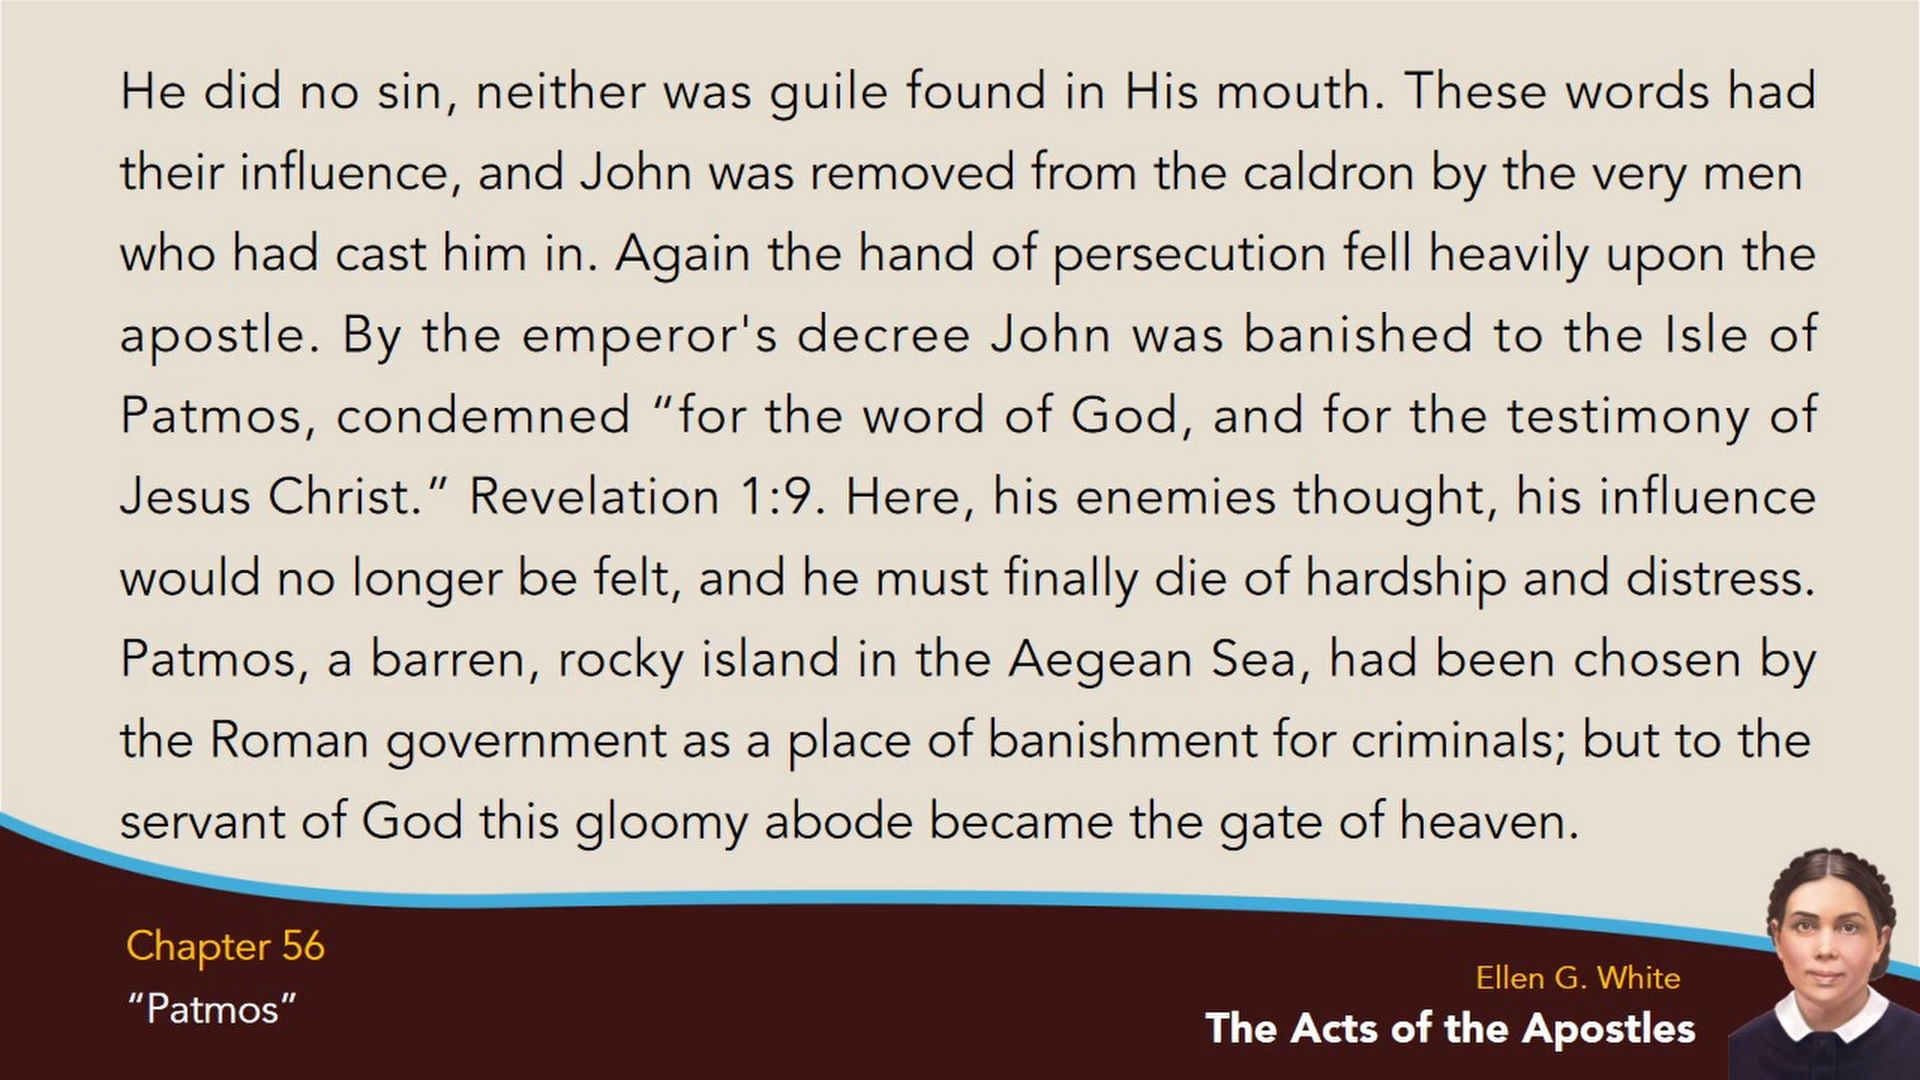 He did no sin, neither was guile found in His mouth. These words had
their influence, and John was removed from the caldron by the very men
who had cast him in. Again the hand of persecution fell heavily upon the
apostle. By the emperor's decree John was banished to the Isle of
Patmos, condemned “for the word of God, and for the testimony of
Jesus Christ.” Revelation 1:9. Here, his enemies thought, his influence
would no longer be felt, and he must finally die of hardship and distress.
Patmos, a barren, rocky island in the Aegean Sea, had been chosen by
the Roman government as a place of banishment for criminals; but to the
servant of God this gloomy abode became the gate of heaven.
Chapter 56
“Patmos”
Ellen G. White
The Acts of the Apostles